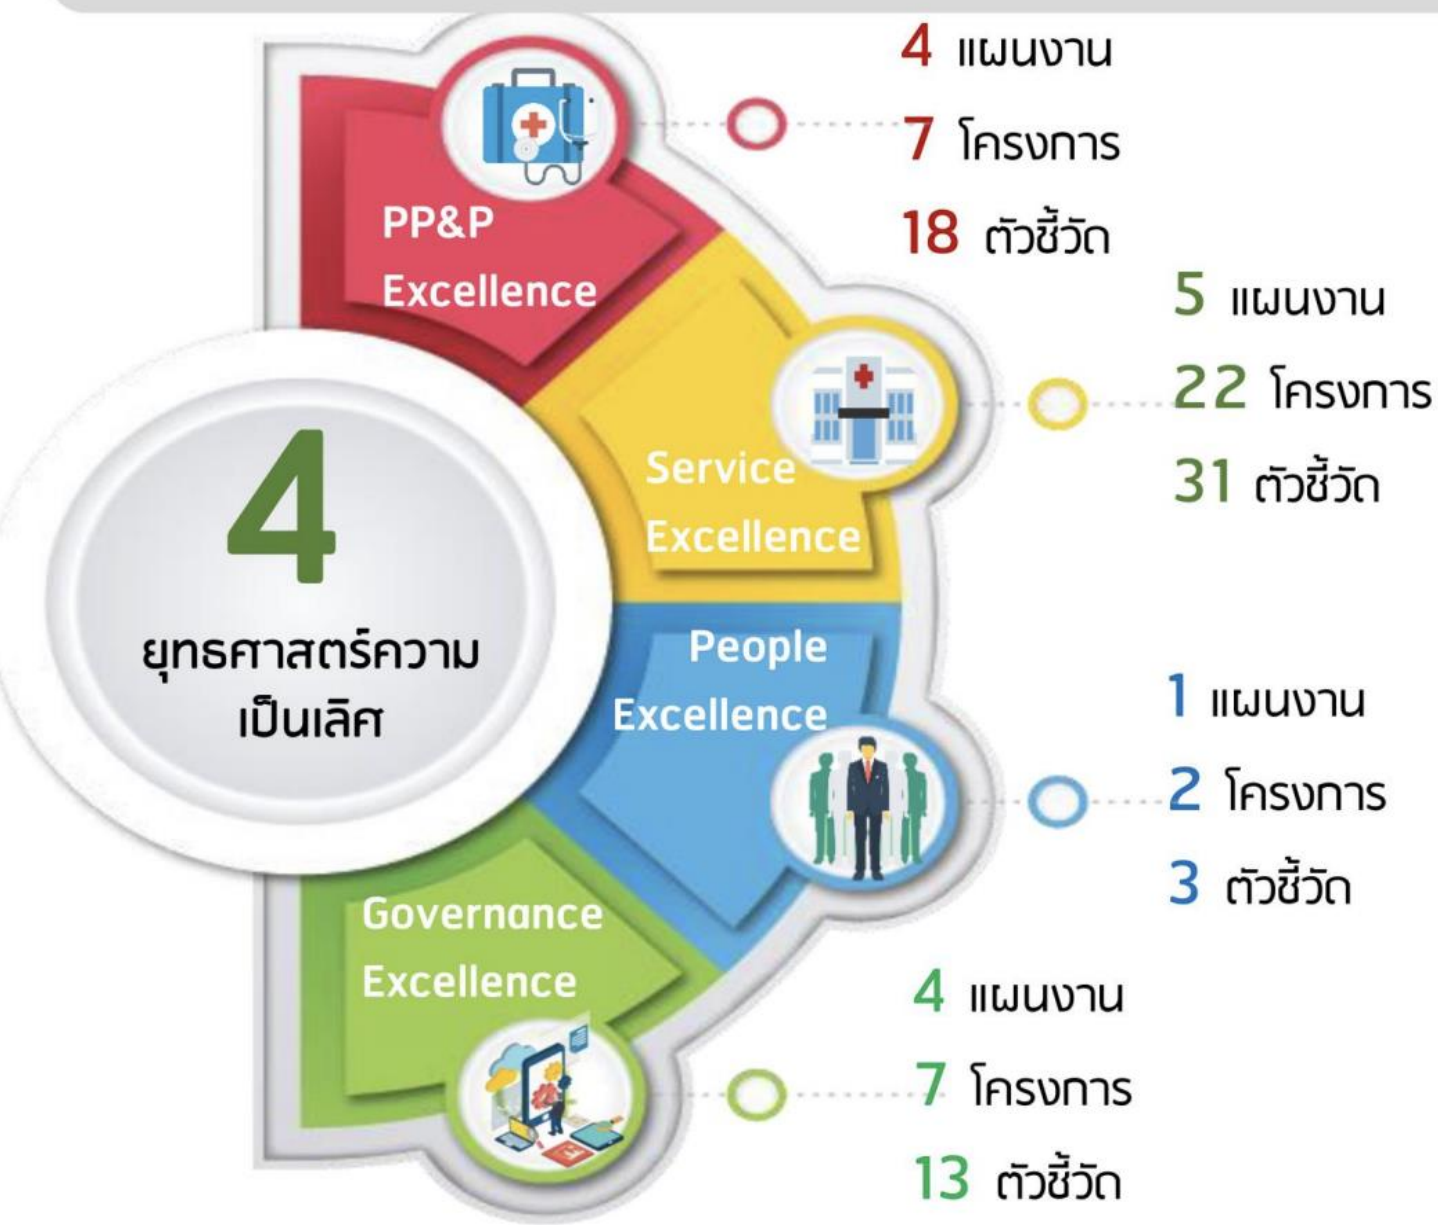 4 แผนงาน
7 โครงการ
18 ตัวชี้วัด
PP&P
Excellence
5 แผนงาน
22 โครงการ
31 ตัวชี้วัด
Service
Excellence
4
ยุทธศาสตร์ความ
เป็นเลิศ
People
Excellence
1 แผนงาน
2 โครงการ
3 ตัวชี้วัด
Governance
Excellence
4 แผนงาน
7 โครงการ
13 ตัวชี้วัด